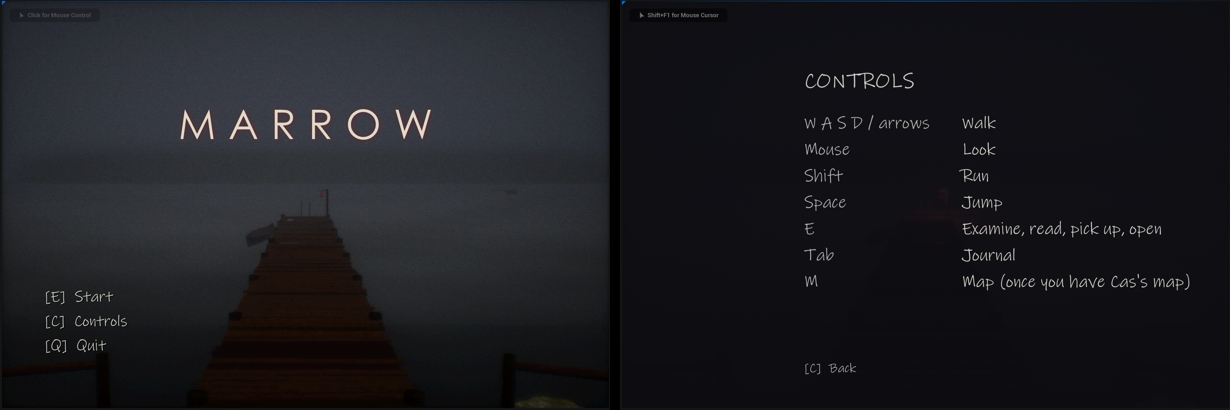 Click for Mouse Control
MARROW
[E] Start
[C] Controls
[Q] Quit
Shift+F1 for Mouse Cursor
CONTROLS
W A S D / arrows Walk
Mouse Look
Shift Run
Space Jump
E Examine, read, pick up, open
Tab Journal
M Map (once you have Cas's map)
[C] Back